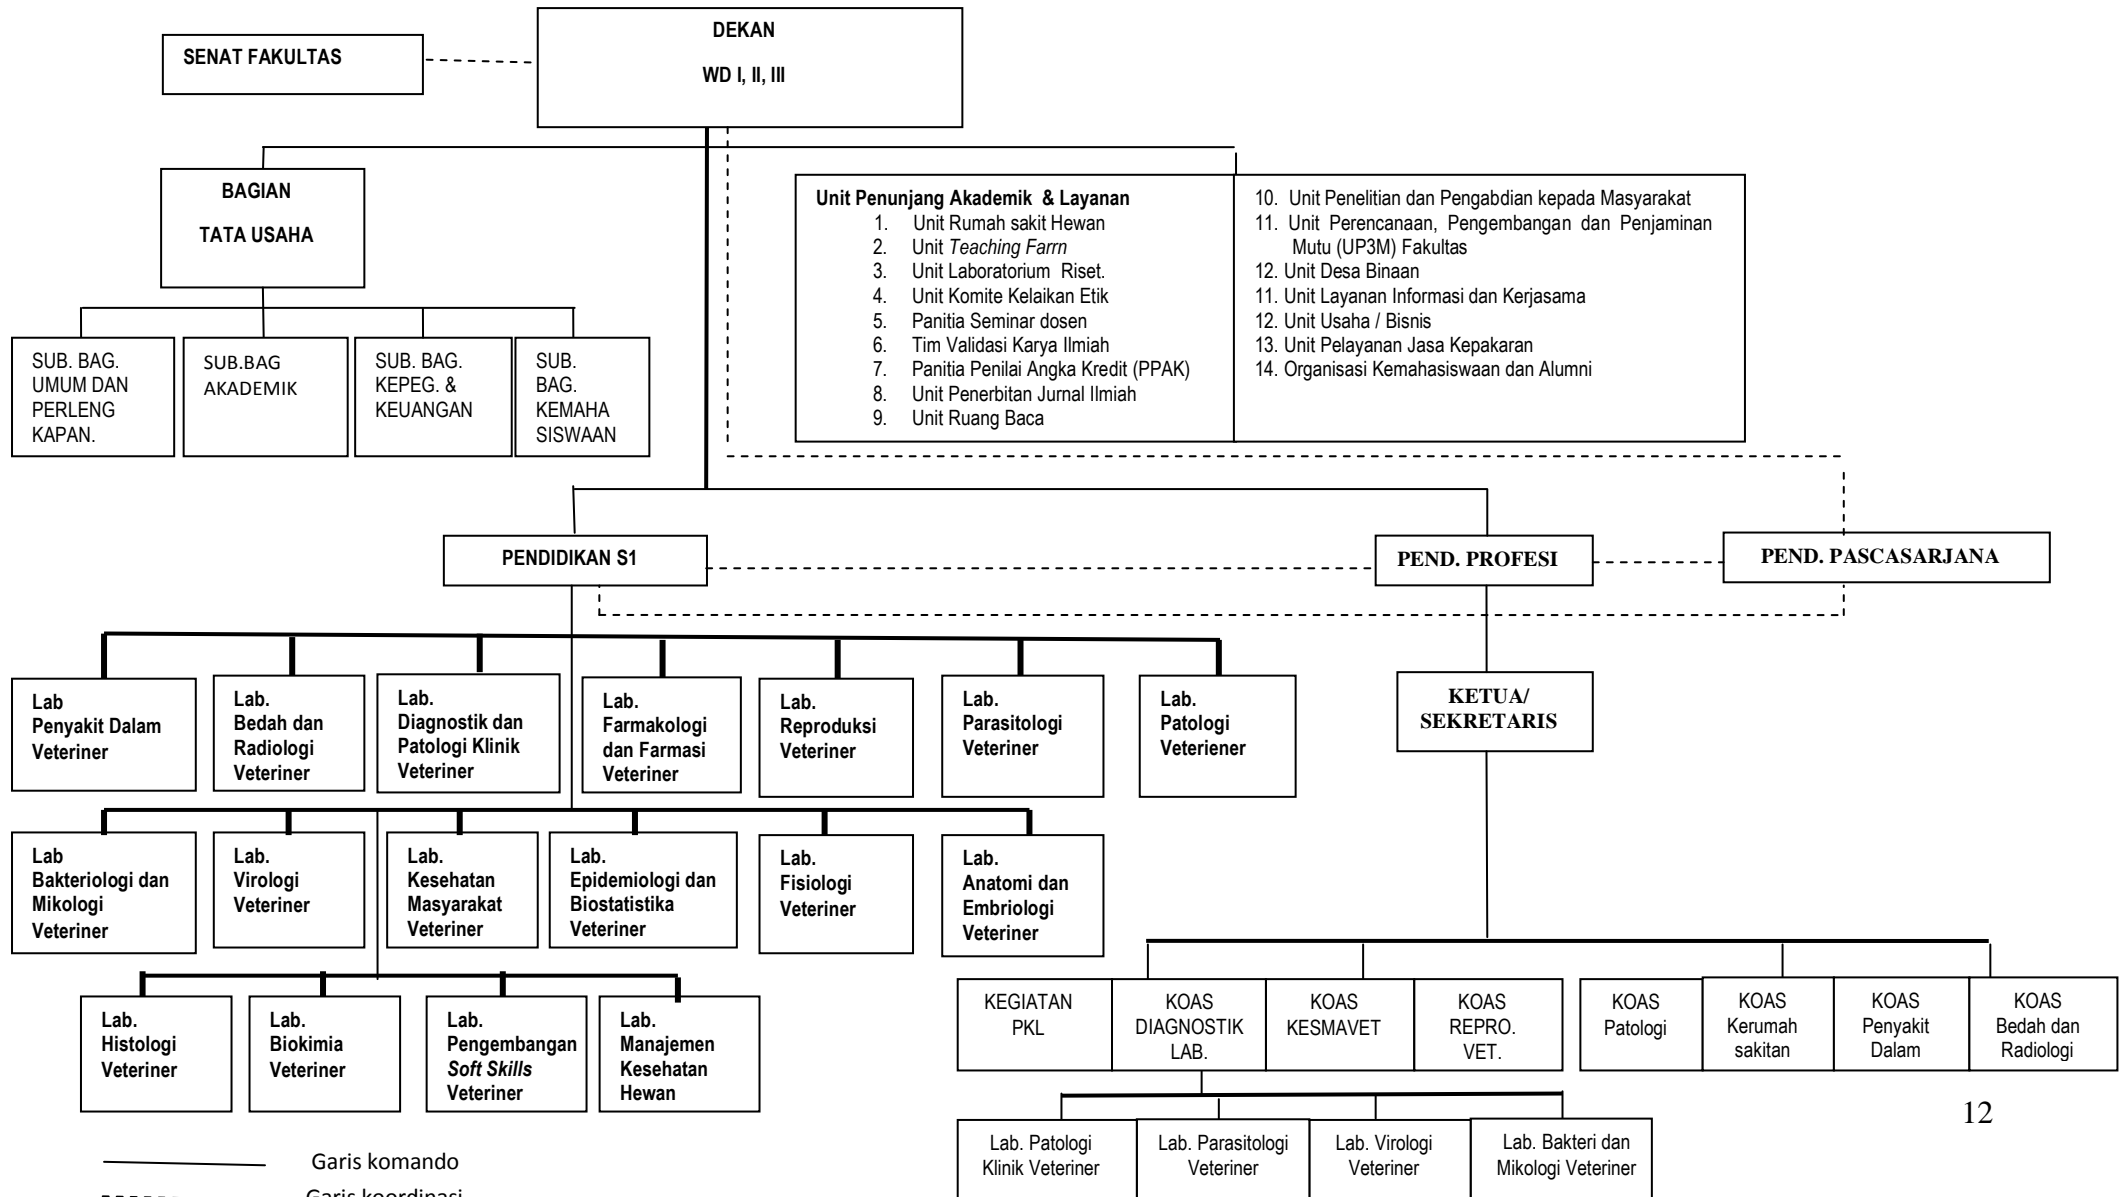 DEKAN
WD I, II, III
SENAT FAKULTAS
BAGIAN
TATA USAHA
Unit Penunjang Akademik & Layanan
1. Unit Rumah sakit Hewan
2. Unit Teaching Farrn
3. Unit Laboratorium Riset.
4. Unit Komite Kelaikan Etik
5. Panitia Seminar dosen
6. Tim Validasi Karya Ilmiah
7. Panitia Penilai Angka Kredit (PPAK)
8. Unit Penerbitan Jurnal Ilmiah
9. Unit Ruang Baca
10. Unit Penelitian dan Pengabdian kepada Masyarakat
11. Unit Perencanaan, Pengembangan dan Penjaminan
Mutu (UP3M) Fakultas
12. Unit Desa Binaan
11. Unit Layanan Informasi dan Kerjasama
12. Unit Usaha / Bisnis
13. Unit Pelayanan Jasa Kepakaran
14. Organisasi Kemahasiswaan dan Alumni
SUB. BAG.
UMUM DAN
PERLENG
KAPAN.
SUB.BAG
AKADEMIK
SUB. BAG.
KEPEG. &
KEUANGAN
SUB.
BAG.
KEMAHA
SISWAAN
PENDIDIKAN S1
PEND. PROFESI
PEND. PASCASARJANA
Lab
Penyakit Dalam
Veteriner
Lab.
Bedah dan
Radiologi
Veteriner
Lab.
Diagnostik dan
Patologi Klinik
Veteriner
Lab.
Farmakologi
dan Farmasi
Veteriner
Lab.
Reproduksi
Veteriner
Lab.
Parasitologi
Veteriner
Lab.
Patologi
Veteriener
KETUA/
SEKRETARIS
Lab
Bakteriologi dan
Mikologi
Veteriner
Lab.
Virologi
Veteriner
Lab.
Kesehatan
Masyarakat
Veteriner
Lab.
Epidemiologi dan
Biostatistika
Veteriner
Lab.
Fisiologi
Veteriner
Lab.
Anatomi dan
Embriologi
Veteriner
Lab.
Histologi
Veteriner
Lab.
Biokimia
Veteriner
Lab.
Pengembangan
Soft Skills
Veteriner
Lab.
Manajemen
Kesehatan
Hewan
KEGIATAN
PKL
KOAS
DIAGNOSTIK
LAB.
KOAS
KESMAVET
KOAS
REPRO.
VET.
KOAS
Patologi
KOAS
Kerumah
sakitan
KOAS
Penyakit
Dalam
KOAS
Bedah dan
Radiologi
Lab. Patologi
Klinik Veteriner
Lab. Parasitologi
Veteriner
Lab. Virologi
Veteriner
Lab. Bakteri dan
Mikologi Veteriner
12
Garis komando
Garis koordinasi